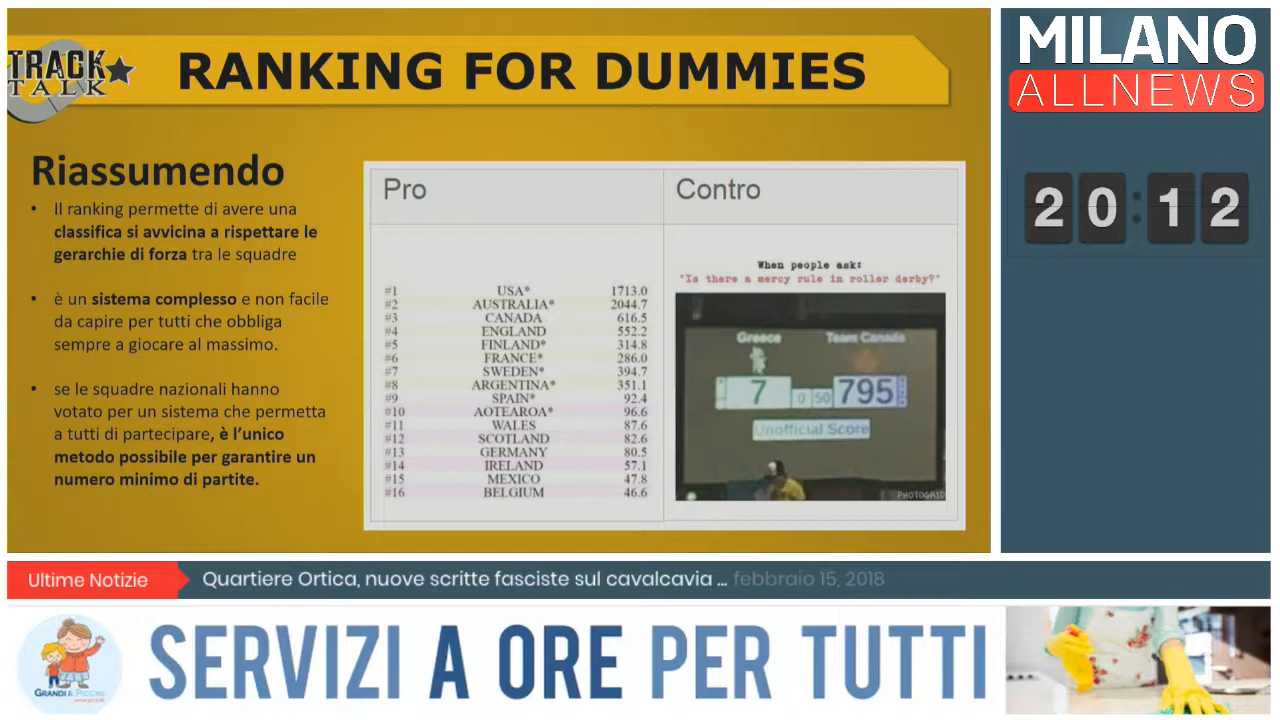 TRACK
TALK
RANKING FOR DUMMIES
MILANO
ALLNEWS
20:12
Riassumendo
• Il ranking permette di avere una
classifica si avvicina a rispettare le
gerarchie di forza tra le squadre
• è un sistema complesso e non facile
da capire per tutti che obbliga
sempre a giocare al massimo.
• se le squadre nazionali hanno
votato per un sistema che permetta
a tutti di partecipare, è l'unico
metodo possibile per garantire un
numero minimo di partite.
Pro
#1 USA* 1713.0
#2 AUSTRALIA* 2044.7
#3 CANADA 616.5
#4 ENGLAND 552.2
#5 FINLAND* 314.8
#6 FRANCE* 286.0
#7 SWEDEN* 394.7
#8 ARGENTINA* 351.1
#9 SPAIN* 92.4
#10 AOTEAROA* 96.6
#11 WALES 87.6
#12 SCOTLAND 82.6
#13 GERMANY 80.5
#14 IRELAND 57.1
#15 MEXICO 47.8
#16 BELGIUM 46.6
Contro
When people ask:
"Is there a mercy rule in roller derby?"
Greece Team Canada
7 0 50 795
Unofficial Score
PHOTOGRID
Ultime Notizie
Quartiere Ortica, nuove scritte fasciste sul cavalcavia ... febbraio 15, 2018
GRANDI & PICCINI
SERVIZI A ORE PER TUTTI